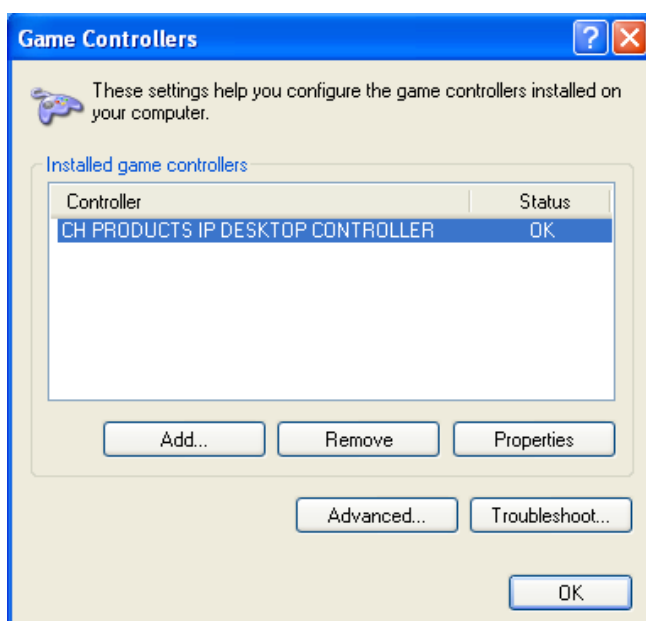 Game Controllers
These settings help you configure the game controllers installed on
your computer.
Installed game controllers
Controller Status
CH PRODUCTS IP DESKTOP CONTROLLER OK
Add... Remove Properties
Advanced... Troubleshoot...
OK